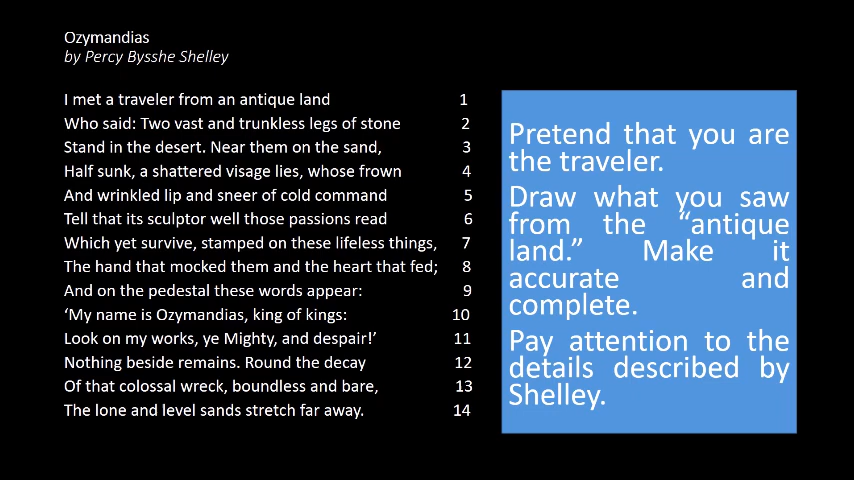 Ozymandias
by Percy Bysshe Shelley
I met a traveler from an antique land 1
Who said: Two vast and trunkless legs of stone 2
Stand in the desert. Near them on the sand, 3
Half sunk, a shattered visage lies, whose frown 4
And wrinkled lip and sneer of cold command 5
Tell that its sculptor well those passions read 6
Which yet survive, stamped on these lifeless things, 7
The hand that mocked them and the heart that fed; 8
And on the pedestal these words appear: 9
‘My name is Ozymandias, king of kings: 10
Look on my works, ye Mighty, and despair!’ 11
Nothing beside remains. Round the decay 12
Of that colossal wreck, boundless and bare, 13
The lone and level sands stretch far away. 14
Pretend that you are
the traveler.
Draw what you saw
from the “antique
land.” Make it
accurate and
complete.
Pay attention to the
details described by
Shelley.